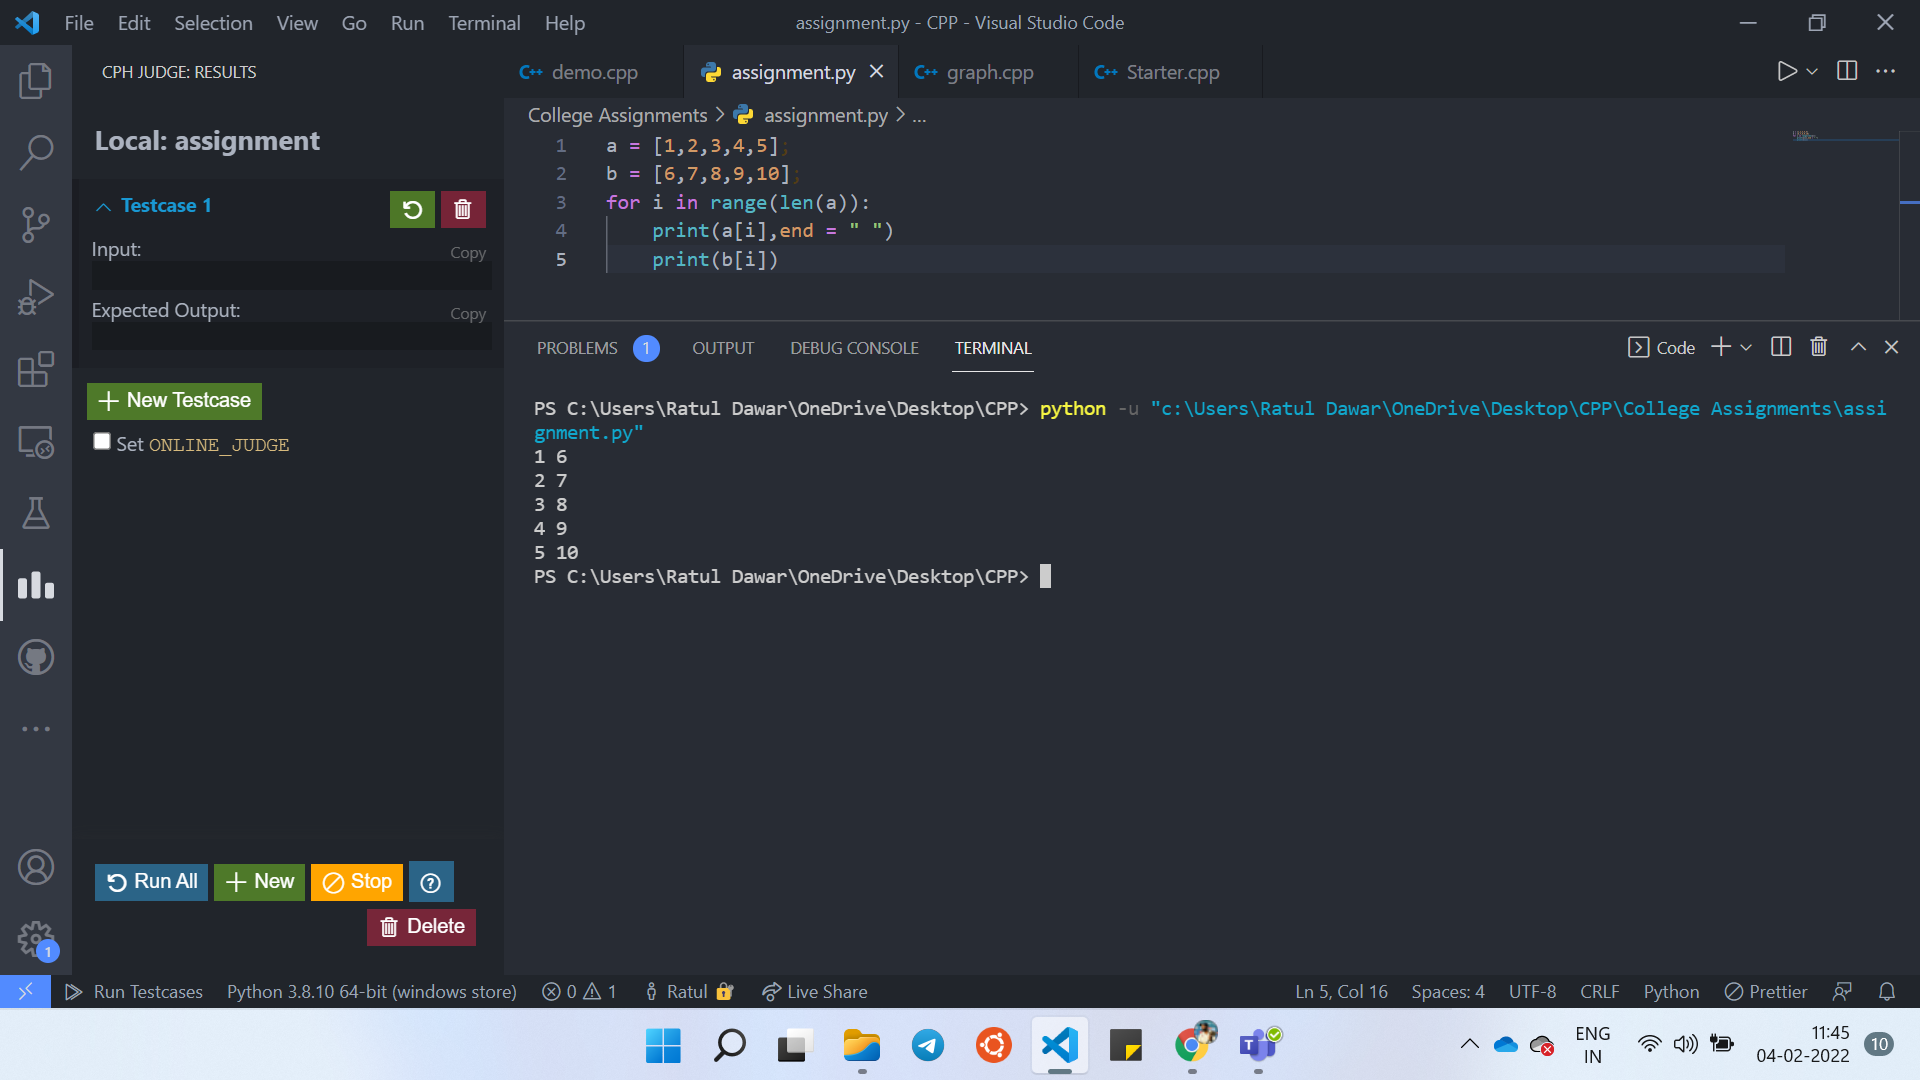 File Edit Selection View Go Run Terminal Help
assignment.py - CPP - Visual Studio Code
CPH JUDGE: RESULTS
Local: assignment
Testcase 1
Input:
Copy
Expected Output:
Copy
New Testcase
Set ONLINE_JUDGE
Run All
New
Stop
Delete
demo.cpp
assignment.py
graph.cpp
Starter.cpp
College Assignments > assignment.py > ...
1 a = [1,2,3,4,5];
2 b = [6,7,8,9,10];
3 for i in range(len(a)):
4 print(a[i],end = " ")
5 print(b[i])
PROBLEMS 1 OUTPUT DEBUG CONSOLE TERMINAL
Code
PS C:\Users\Ratul Dawar\OneDrive\Desktop\CPP> python -u "c:\Users\Ratul Dawar\OneDrive\Desktop\CPP\College Assignments\assi
gnment.py"
1 6
2 7
3 8
4 9
5 10
PS C:\Users\Ratul Dawar\OneDrive\Desktop\CPP>
1
Run Testcases Python 3.8.10 64-bit (windows store) 0 1 Ratul Live Share
Ln 5, Col 16 Spaces: 4 UTF-8 CRLF Python Prettier
ENG
IN
11:45
04-02-2022
10